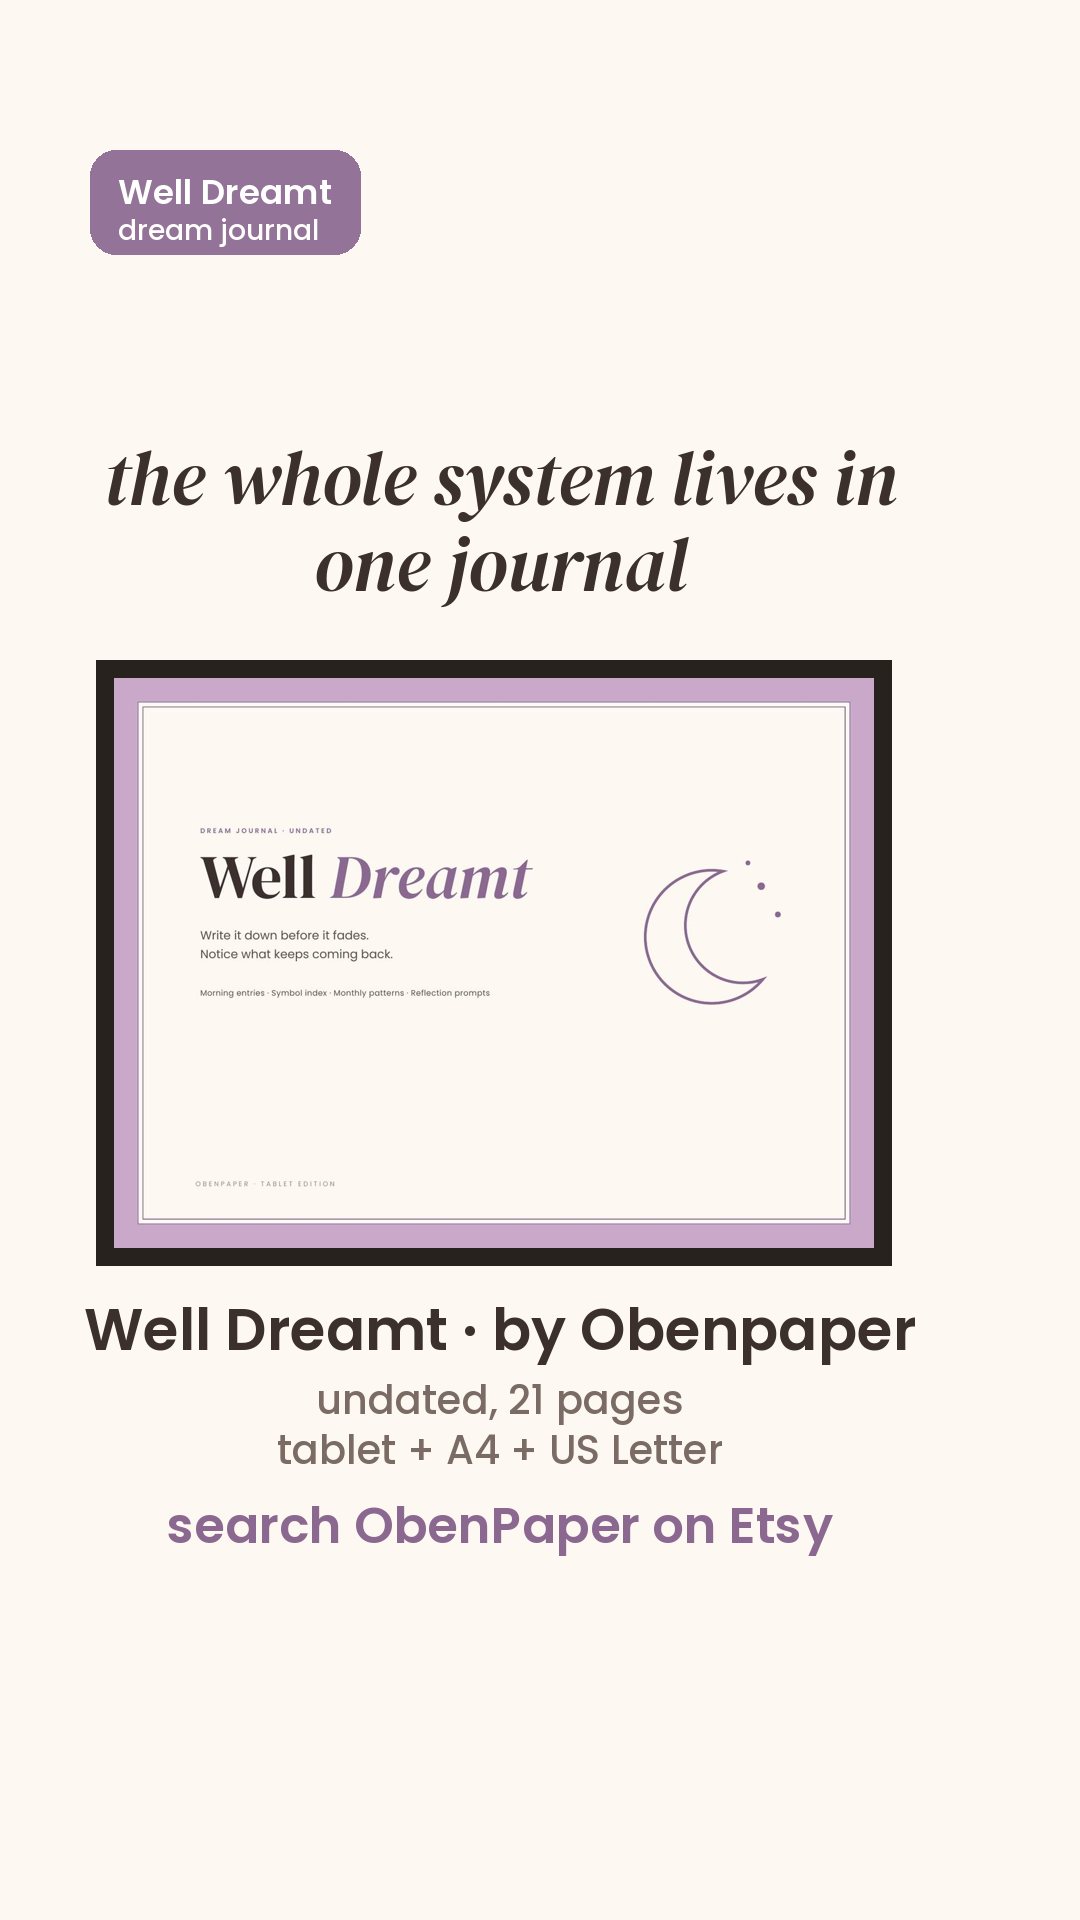 Well Dreamt
dream journal
the whole system lives in
one journal
DREAM JOURNAL · UNDATED
Well Dreamt
Write it down before it fades.
Notice what keeps coming back.
Morning entries · Symbol index · Monthly patterns · Reflection prompts
OBENPAPER · TABLET EDITION
Well Dreamt · by Obenpaper
undated, 21 pages
tablet + A4 + US Letter
search ObenPaper on Etsy